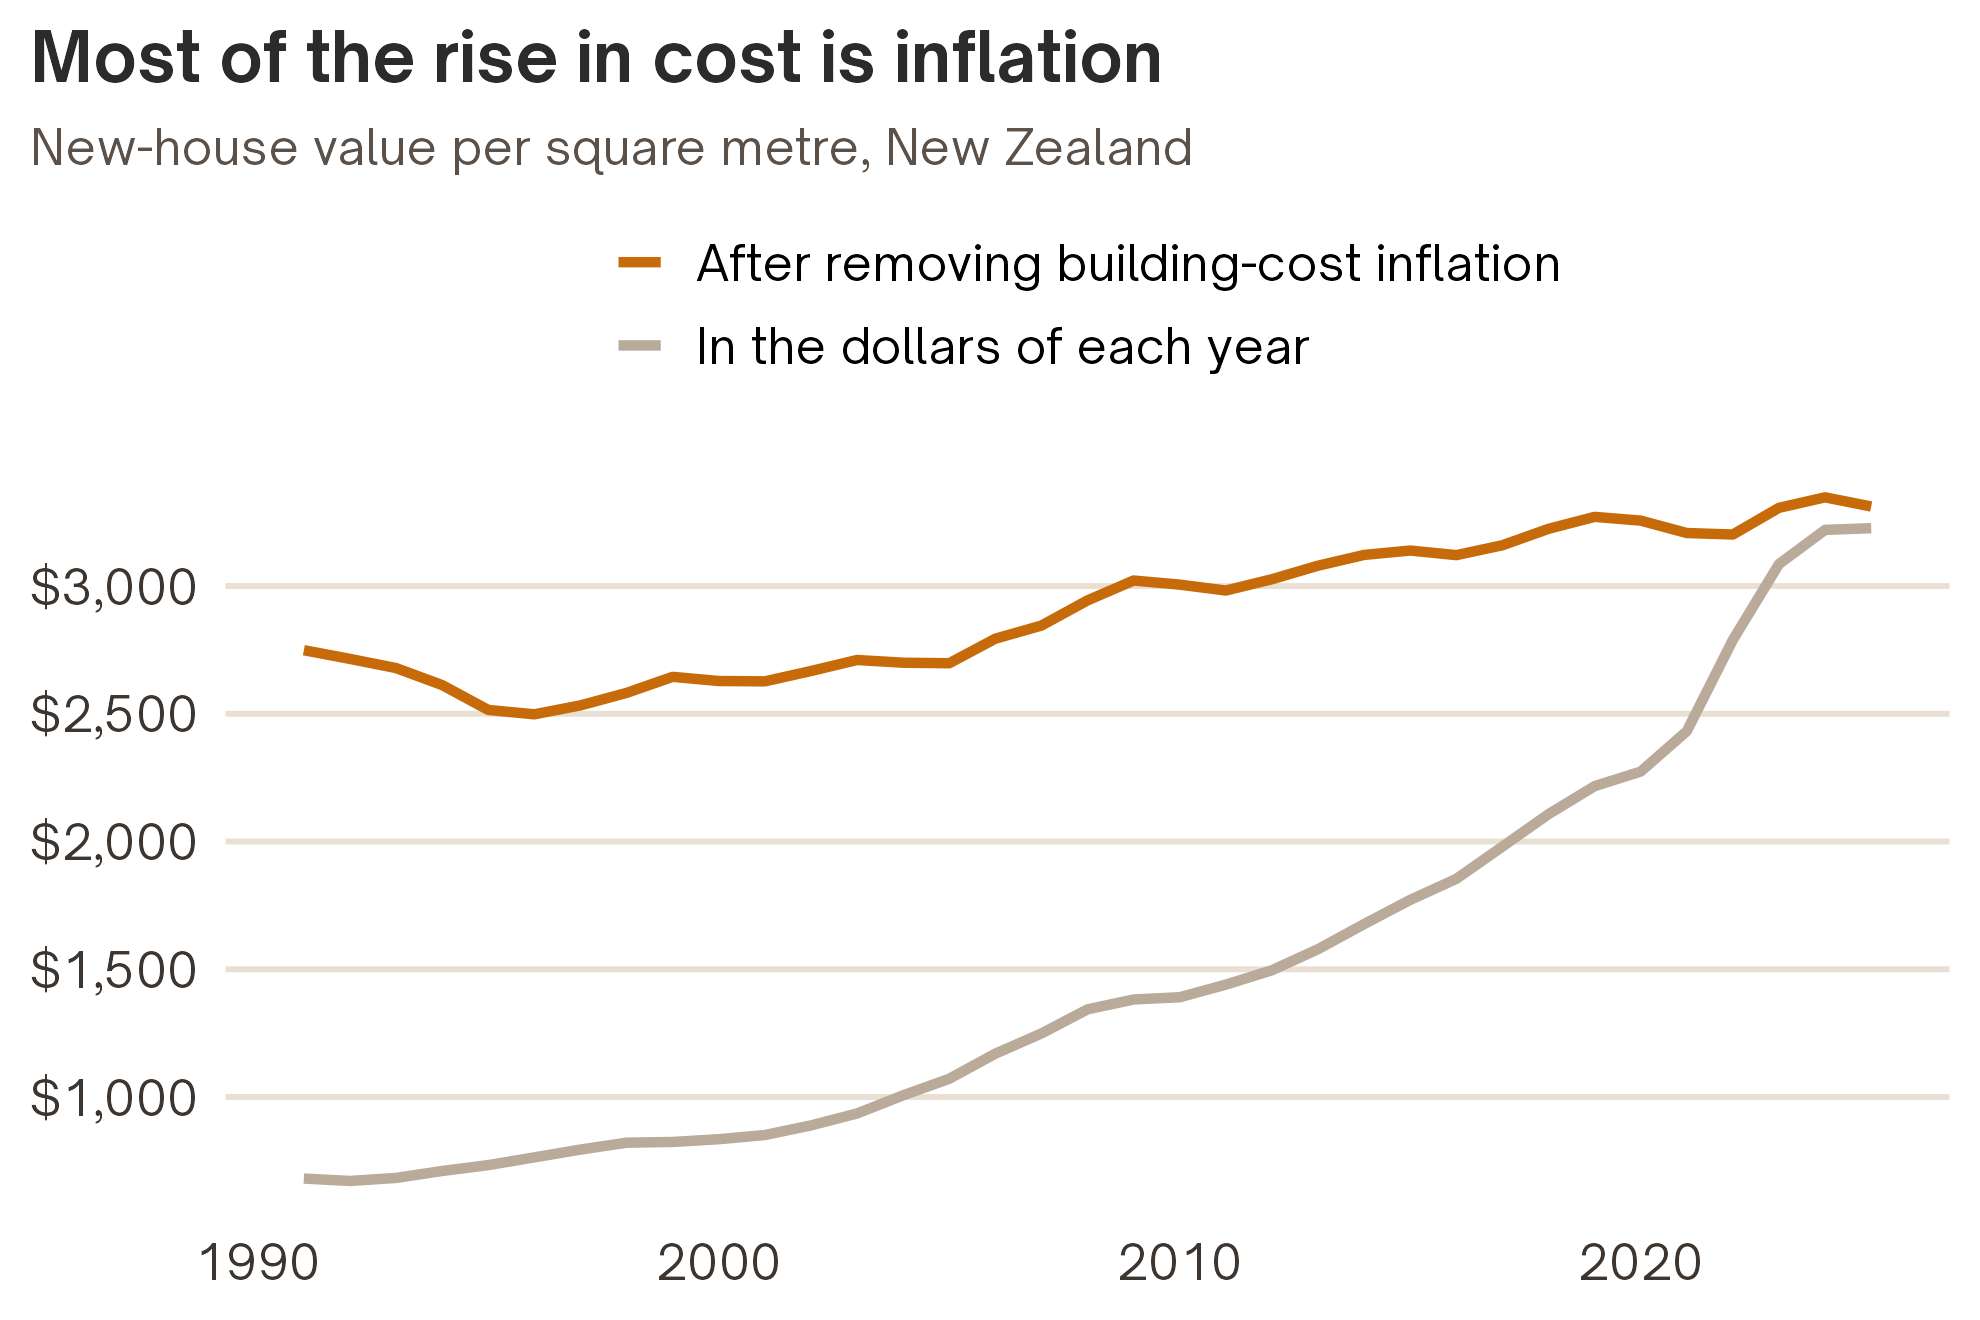 Most of the rise in cost is inflation
New-house value per square metre, New Zealand
After removing building-cost inflation
In the dollars of each year
$3,000
$2,500
$2,000
$1,500
$1,000
1990 2000 2010 2020